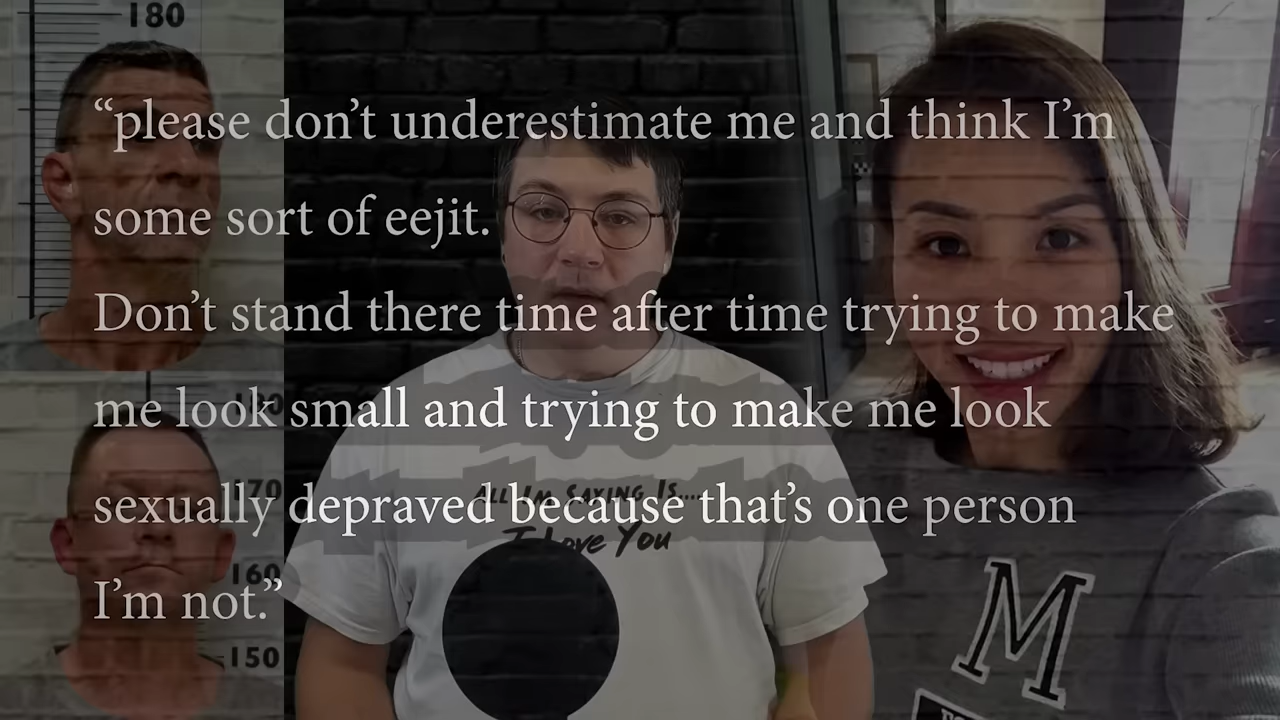 180
“please don’t underestimate me and think I’m
some sort of eejit.
Don’t stand there time after time trying to make
me look small and trying to make me look
sexually depraved because that’s one person
I’m not.”
180
170
160
150
ALL I'M SAYING IS....
I Love You
M